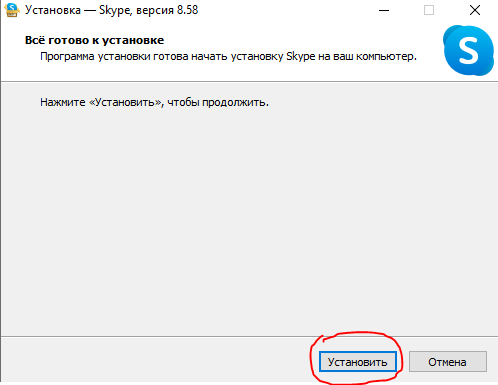 Установка — Skype, версия 8.58
Всё готово к установке
Программа установки готова начать установку Skype на ваш компьютер.
S
Нажмите «Установить», чтобы продолжить.
Установить
Отмена